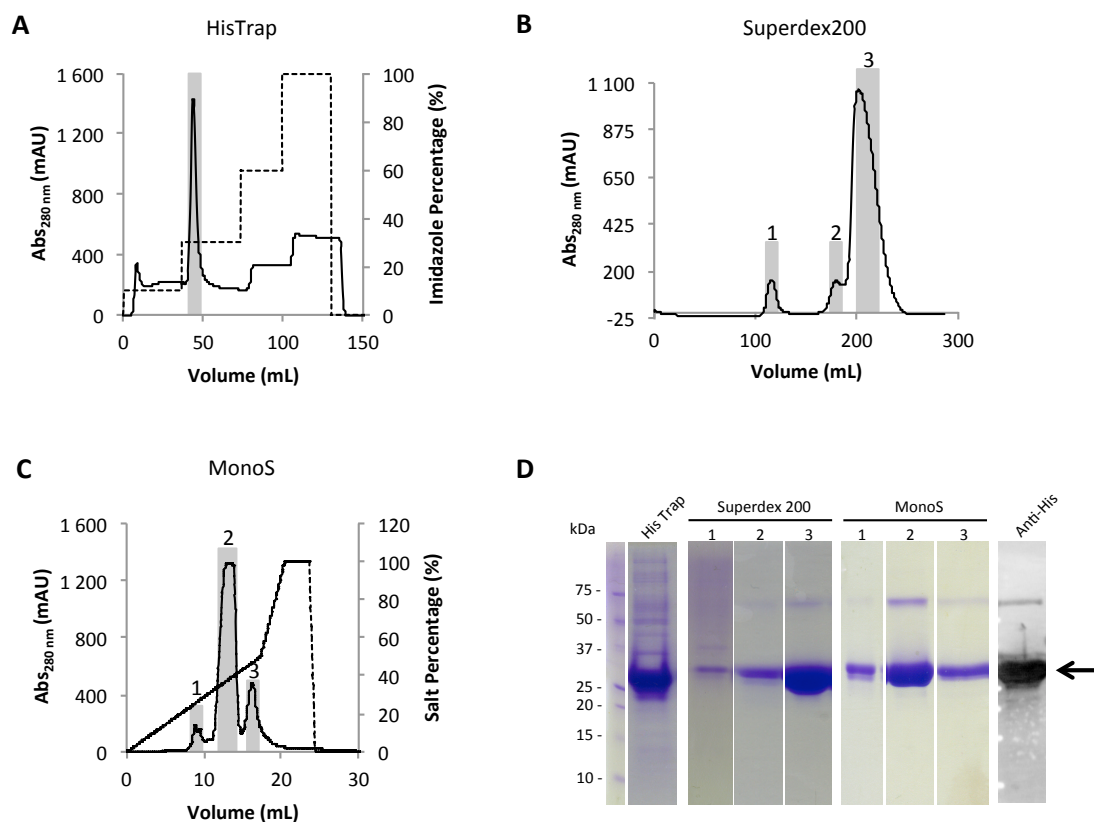 A
HisTrap
Abs280 nm (mAU)
1 600
1 200
800
400
0
100
80
60
40
20
0
Imidazole Percentage (%)
0 50 100 150
Volume (mL)
B
Superdex200
Abs280 nm (mAU)
1 100
875
650
425
200
-25
1
2
3
0 100 200 300
Volume (mL)
C
MonoS
Abs280 nm (mAU)
1 600
1200
800
400
0
1
2
3
120
100
80
60
40
20
0
Salt Percentage (%)
0 10 20 30
Volume (mL)
D
kDa
His Trap
Superdex 200
MonoS
Anti-His
1 2 3 1 2 3
75 -
50 -
37 -
25 -
20 -
15 -
10 -